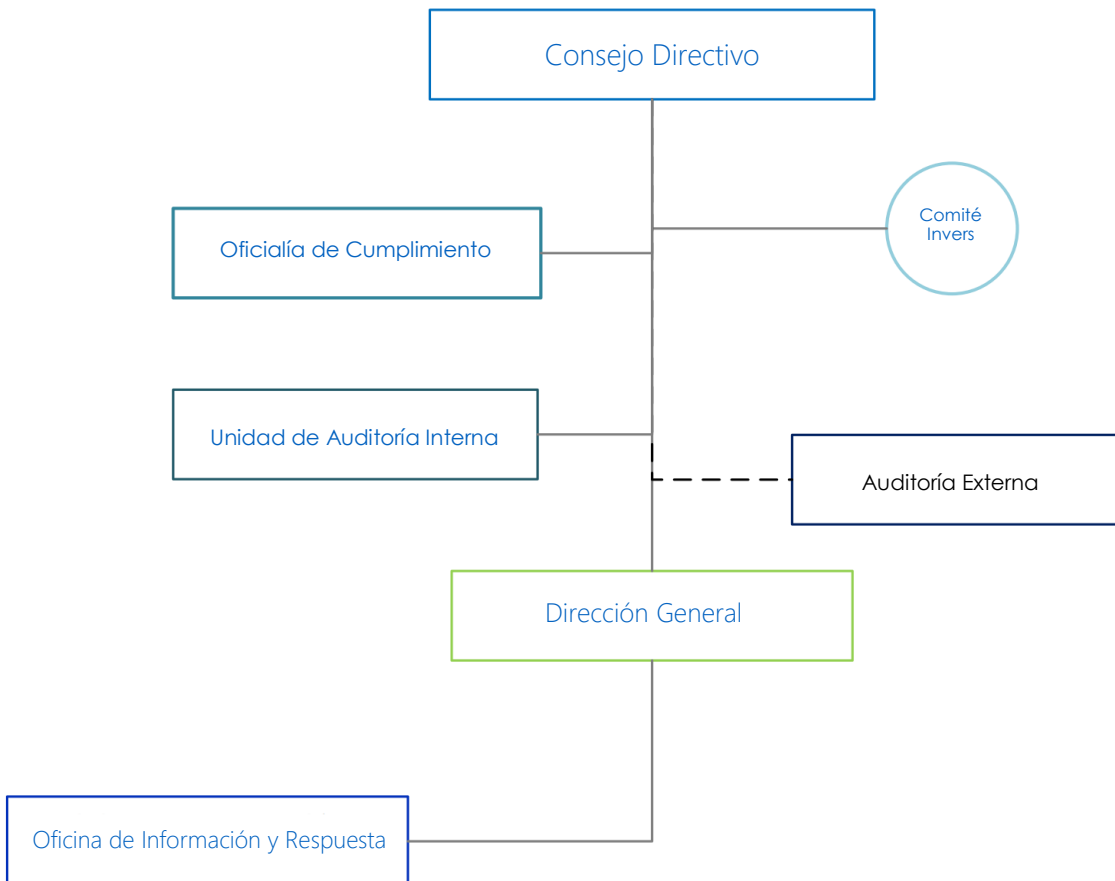 Consejo Directivo
Comité
Invers
Oficialía de Cumplimiento
Unidad de Auditoría Interna
Auditoría Externa
Dirección General
Oficina de Información y Respuesta